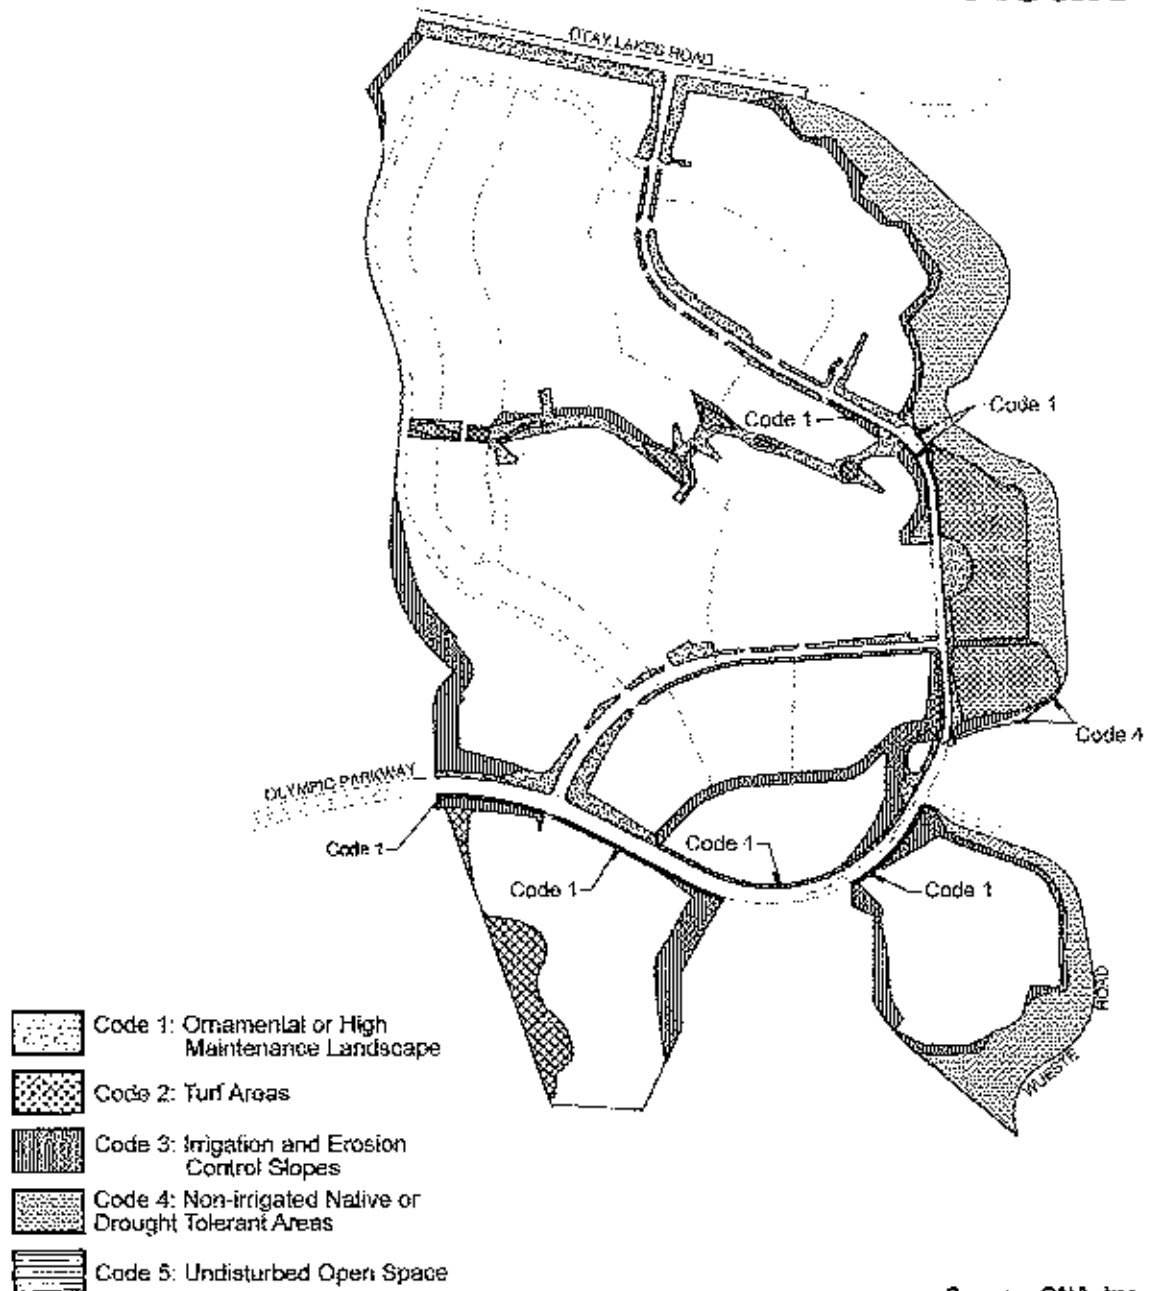 OTAY LAKES ROAD
Code 1
Code 1
Code 4
OLYMPIC PARKWAY
Code 1
Code 1
Code 1
Code 1
ROAD
WUESTE
Code 1: Ornamental or High
Maintenance Landscape
Code 2: Turf Areas
Code 3: Irrigation and Erosion
Control Slopes
Code 4: Non-irrigated Native or
Drought Tolerant Areas
Code 5: Undisturbed Open Space